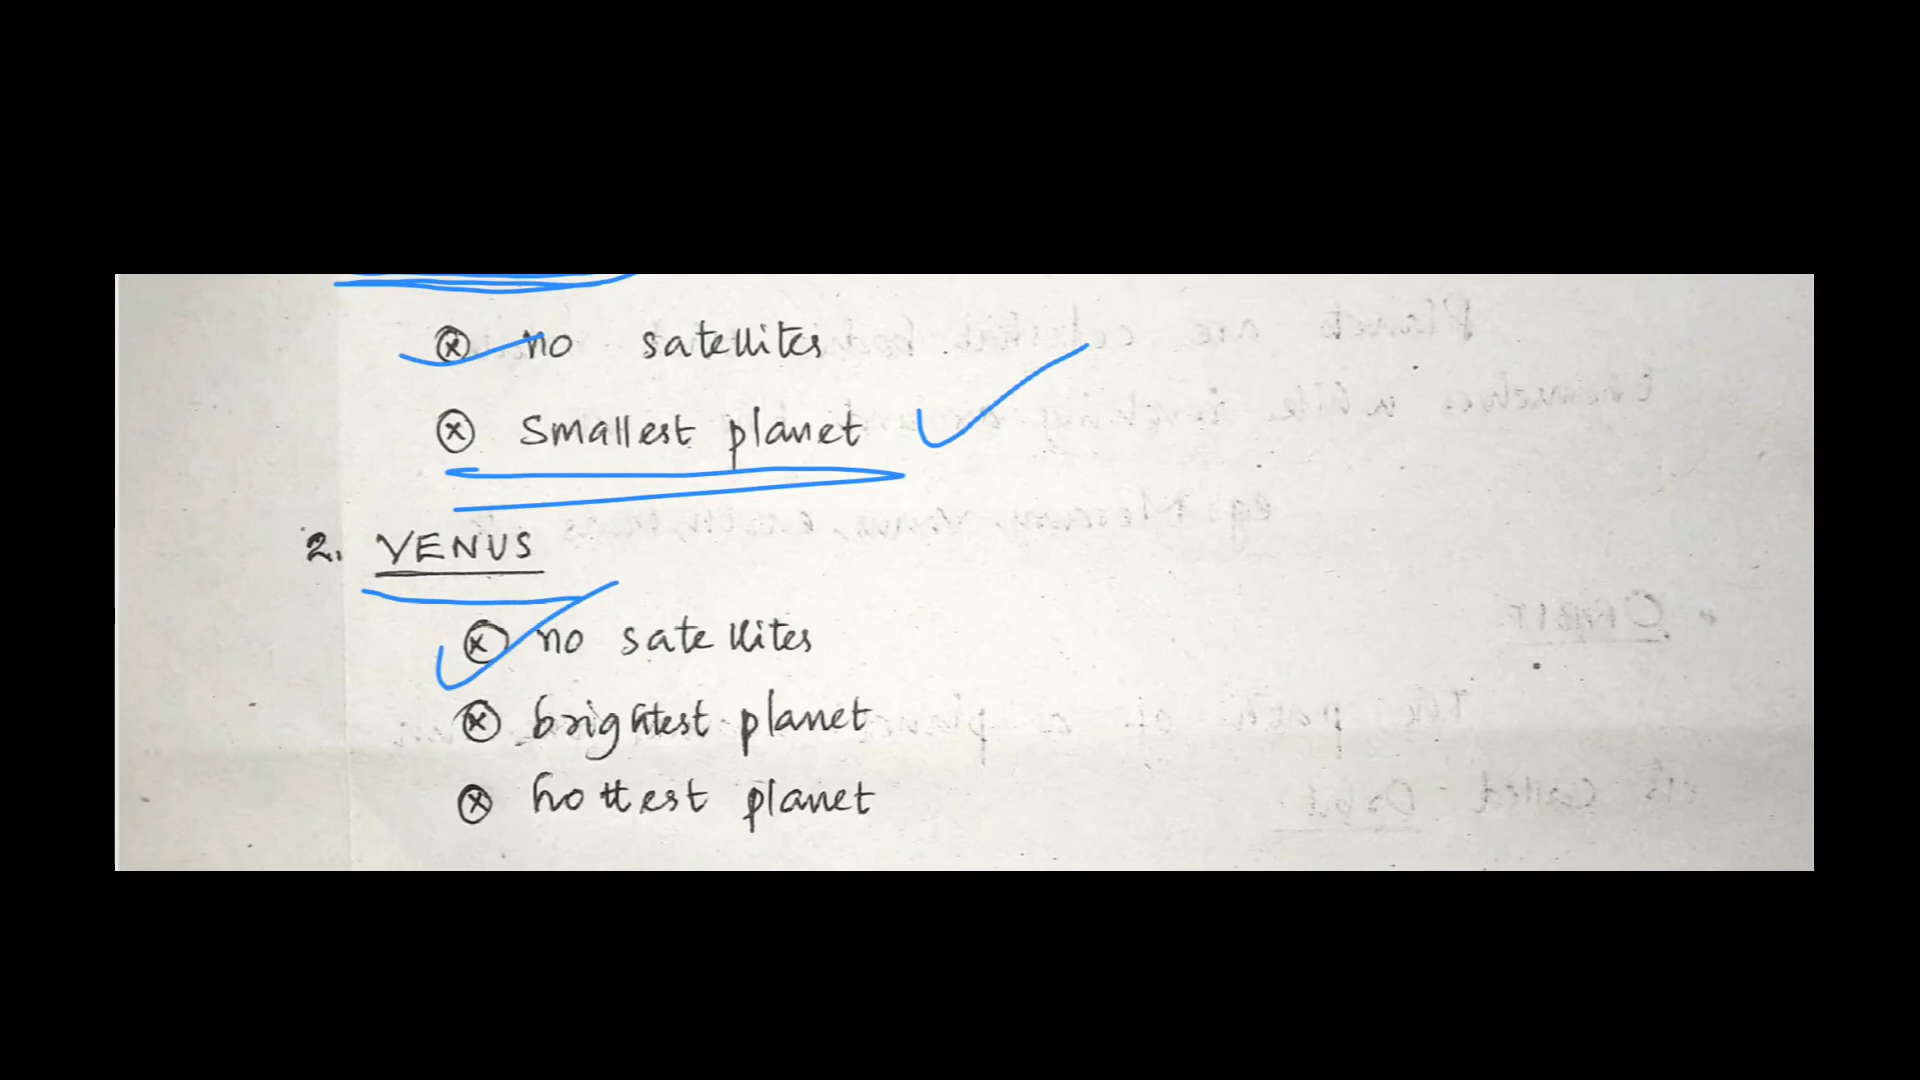 ⊗ no satellites
⊗ Smallest planet
2. VENUS
⊗ no satellites
⊗ brightest planet
⊗ hottest planet